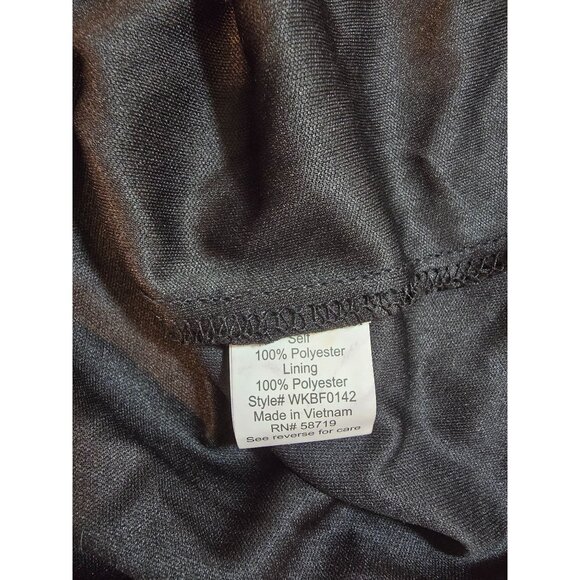 Self
100% Polyester
Lining
100% Polyester
Style# WKBF0142
Made in Vietnam
RN# 58719
See reverse for care